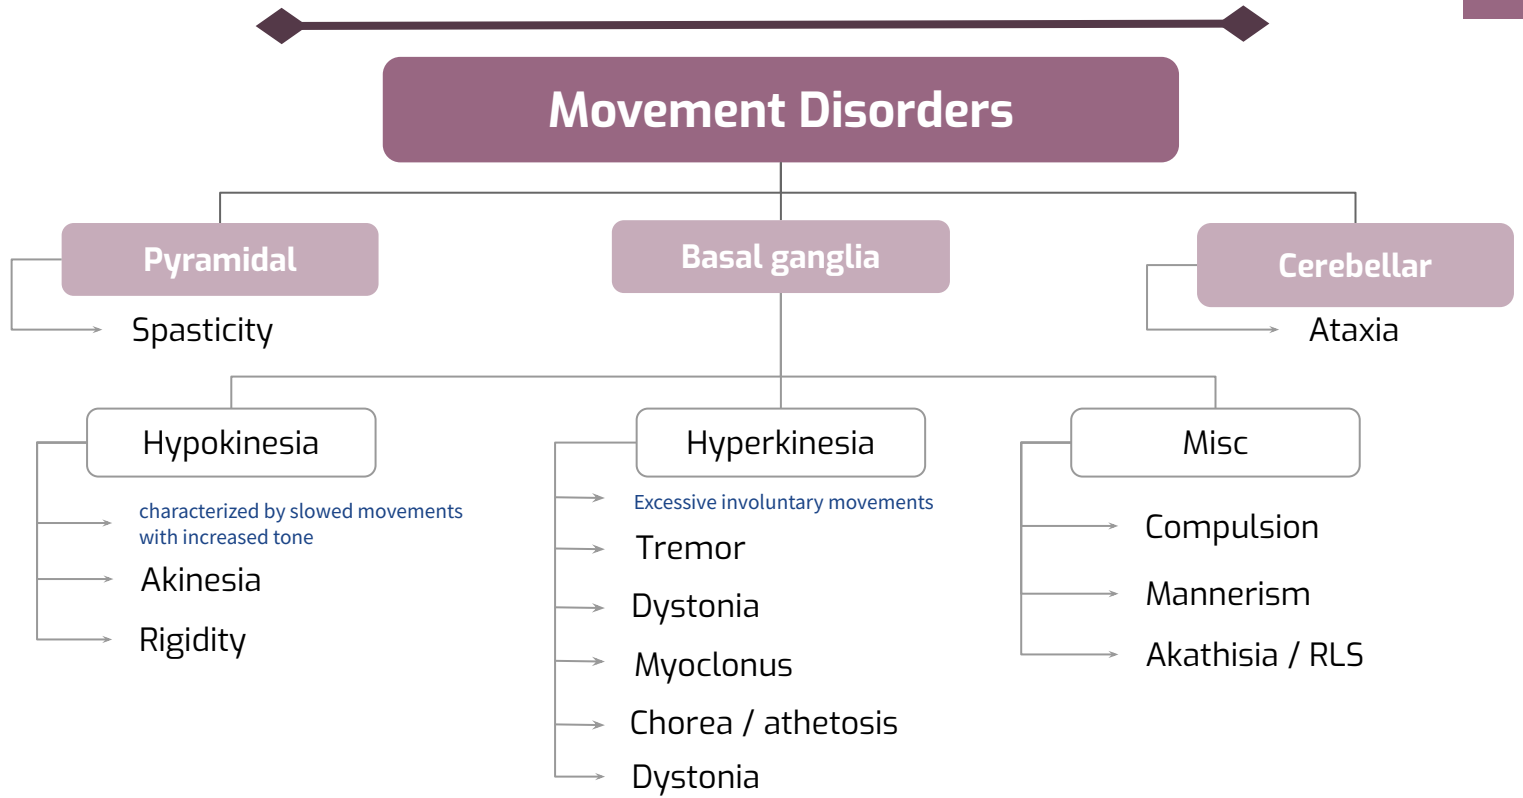 Movement Disorders
Pyramidal
Spasticity
Basal ganglia
Cerebellar
Ataxia
Hypokinesia
characterized by slowed movements
with increased tone
Akinesia
Rigidity
Hyperkinesia
Excessive involuntary movements
Tremor
Dystonia
Myoclonus
Chorea / athetosis
Dystonia
Misc
Compulsion
Mannerism
Akathisia / RLS